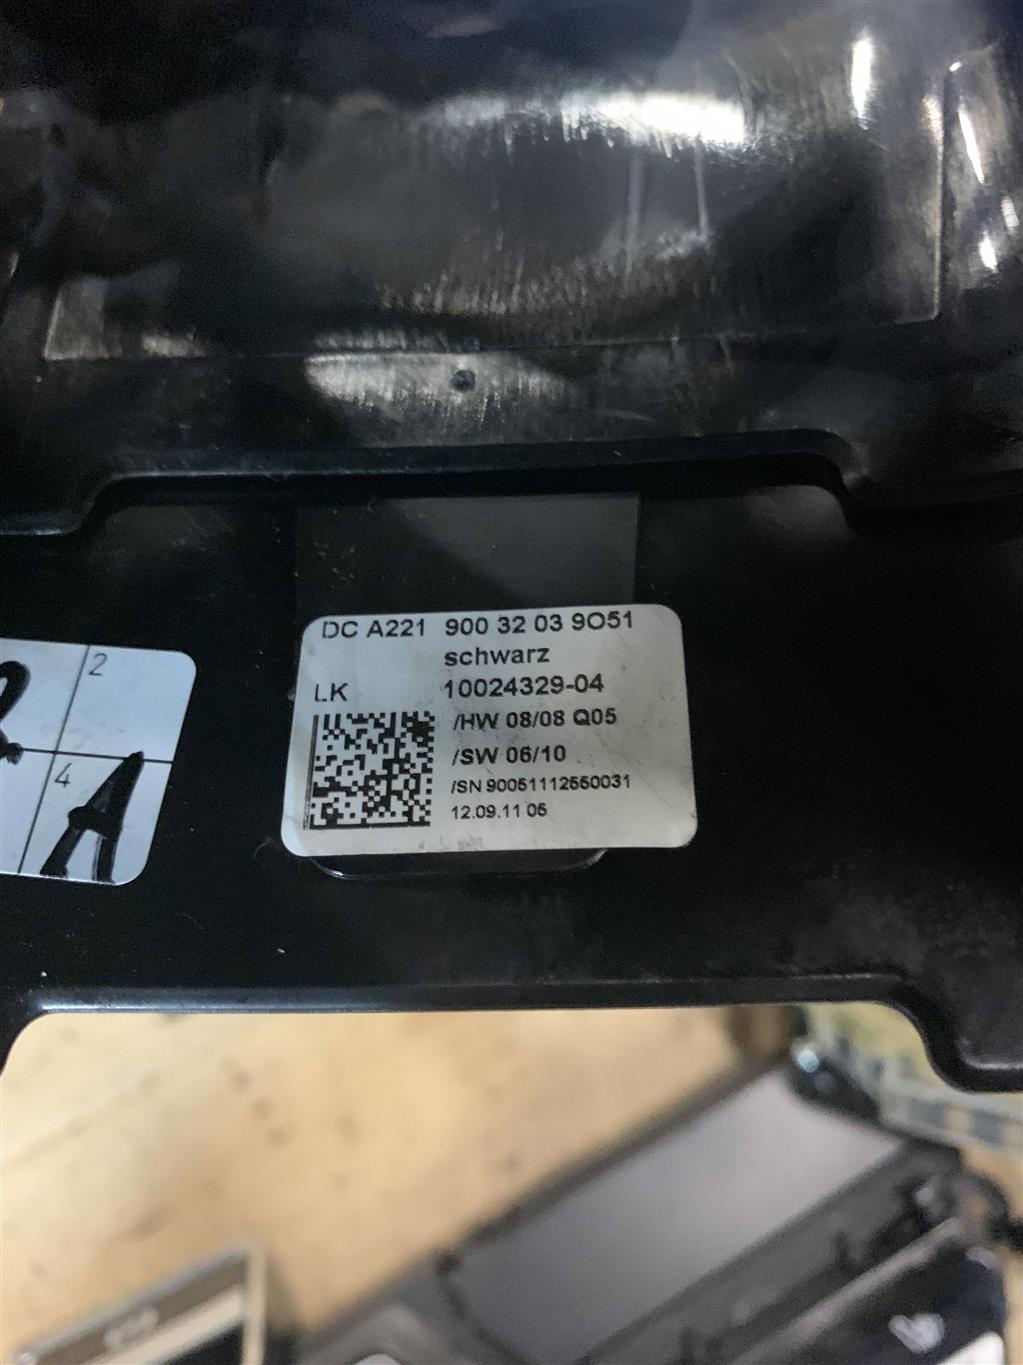 DC A221 900 32 03 9O51
schwarz
LK 10024329-04
/HW 08/08 Q05
/SW 06/10
/SN 90051112550031
12.09.11 05
2
4
A